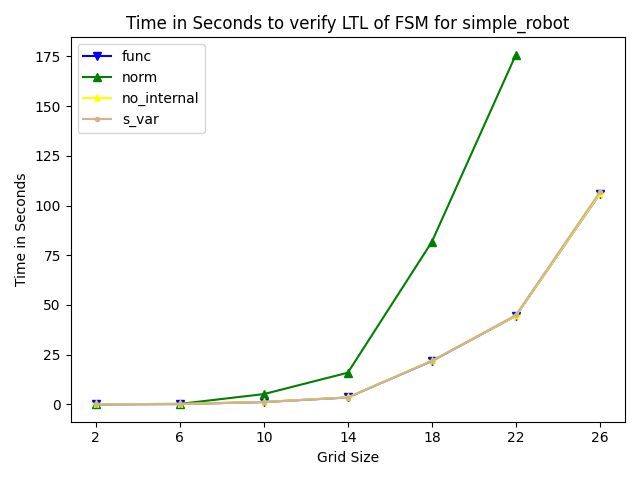 Time in Seconds to verify LTL of FSM for simple_robot
func
norm
no_internal
s_var
175
150
125
100
75
50
25
0
Time in Seconds
2 6 10 14 18 22 26
Grid Size